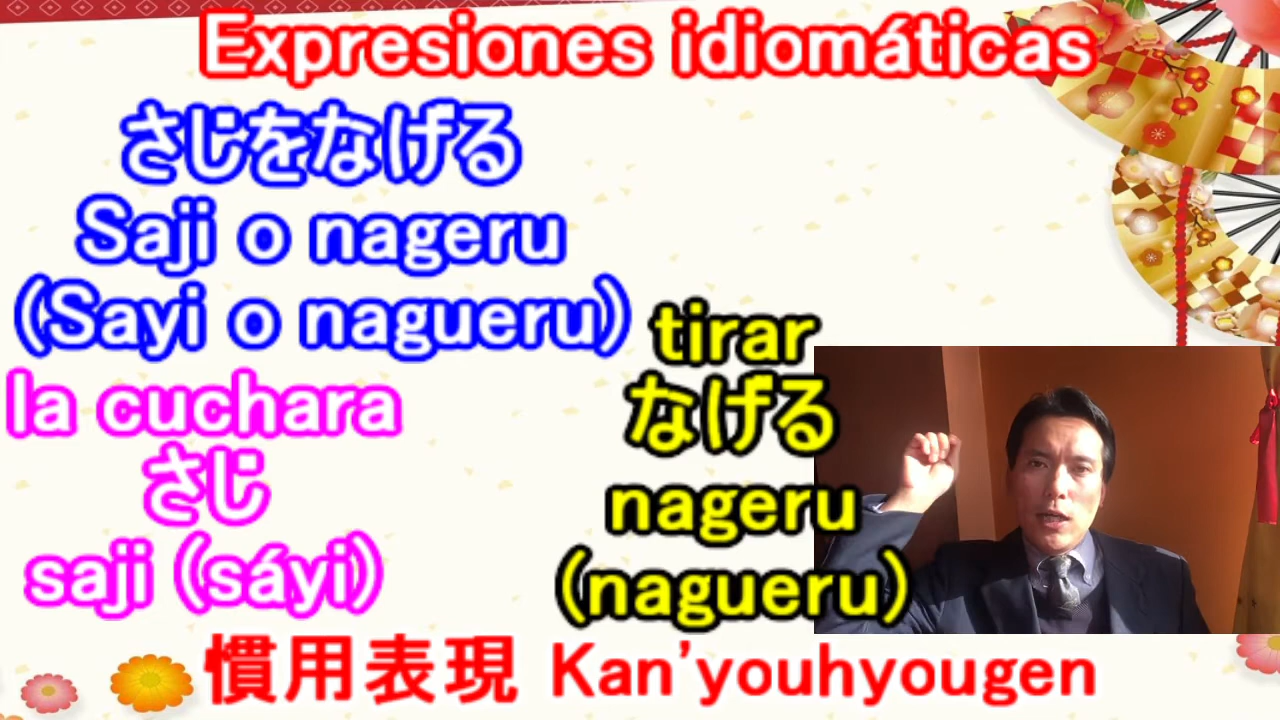 Expresiones idiomáticas
さじをなげる
Saji o nageru
(Sayi o nagueru)
la cuchara
さじ
saji (sáyi)
tirar
なげる
nageru
(nagueru)
慣用表現 Kan'youhyougen